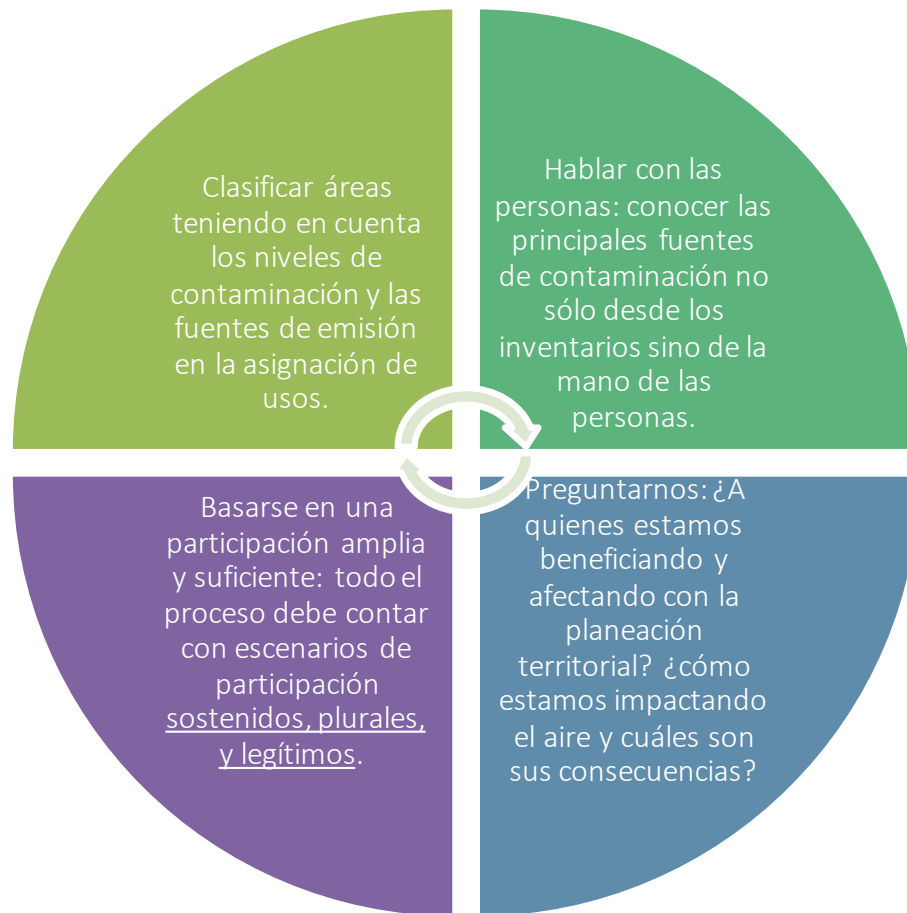 Clasificar áreas
teniendo en cuenta
los niveles de
contaminación y las
fuentes de emisión
en la asignación de
usos.
Hablar con las
personas: conocer las
principales fuentes
de contaminación no
sólo desde los
inventarios sino de la
mano de las
personas.
Basarse en una
participación amplia
y suficiente: todo el
proceso debe contar
con escenarios de
participación
sostenidos, plurales,
y legítimos.
Preguntarnos: ¿A
quienes estamos
beneficiando y
afectando con la
planeación
territorial? ¿cómo
estamos impactando
el aire y cuáles son
sus consecuencias?